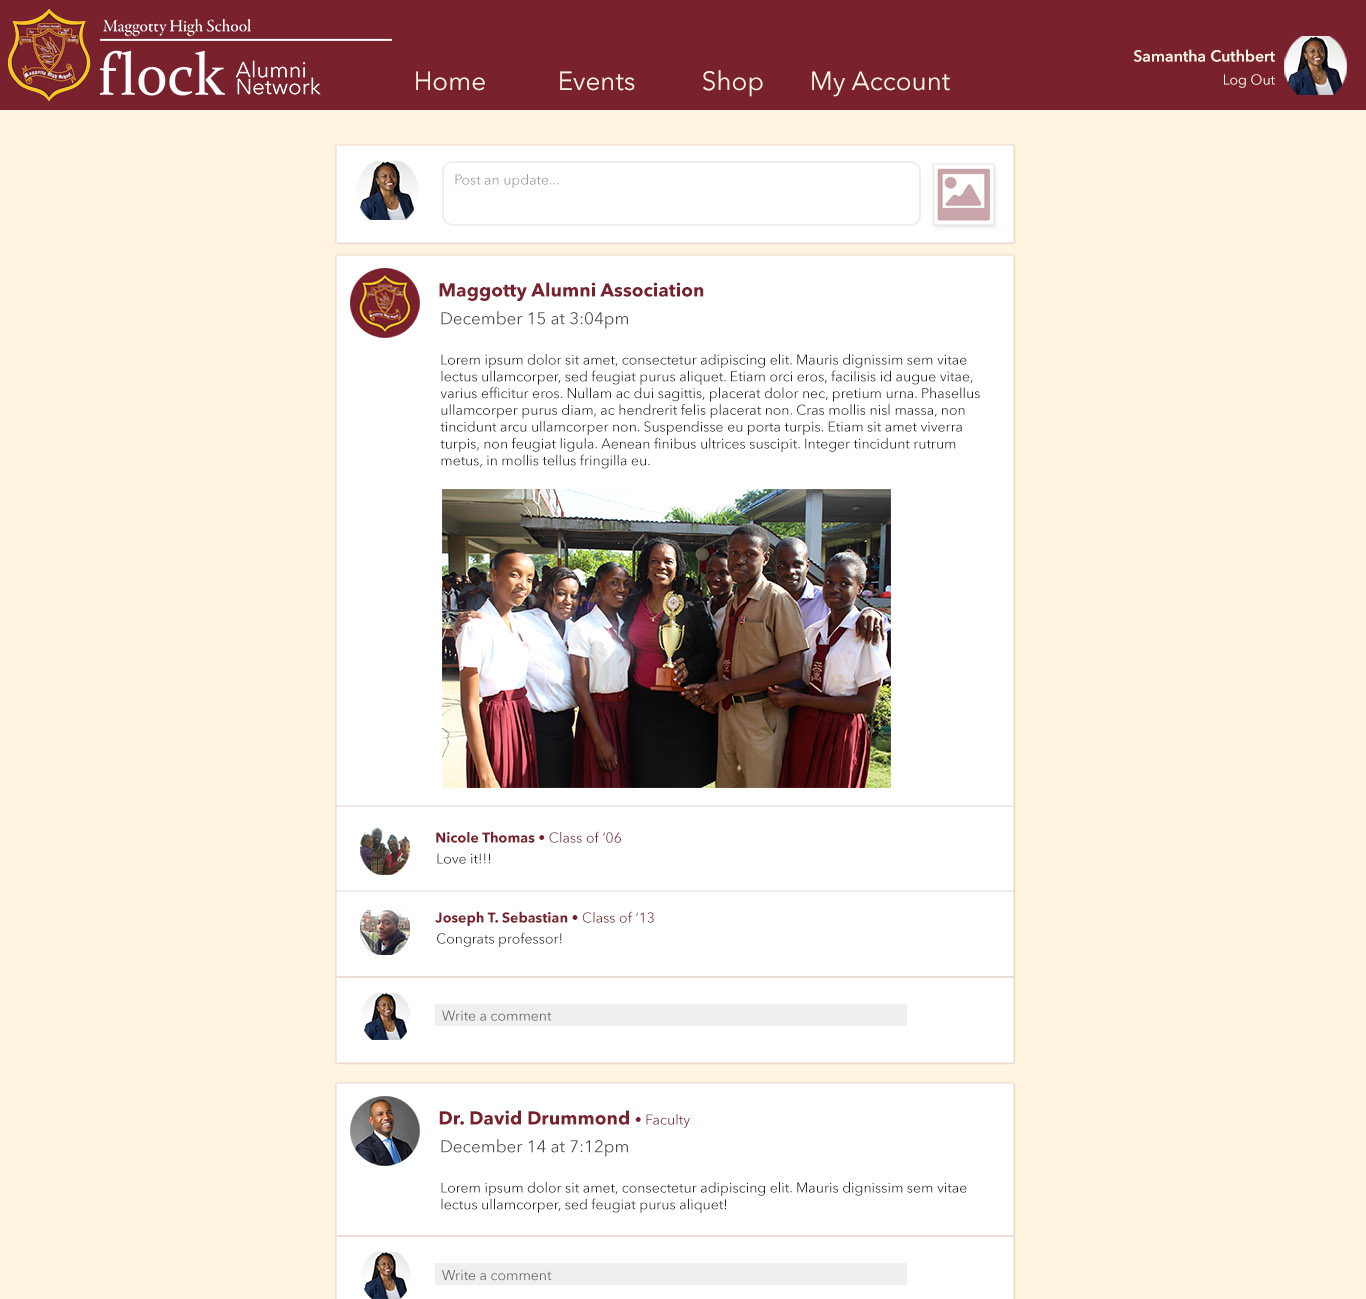 Maggotty High School
flock Alumni Network
Home Events Shop My Account
Samantha Cuthbert
Log Out
Post an update...
Maggotty Alumni Association
December 15 at 3:04pm
Lorem ipsum dolor sit amet, consectetur adipiscing elit. Mauris dignissim sem vitae
lectus ullamcorper, sed feugiat purus aliquet. Etiam orci eros, facilisis id augue vitae,
varius efficitur eros. Nullam ac dui sagittis, placerat dolor nec, pretium urna. Phasellus
ullamcorper purus diam, ac hendrerit felis placerat non. Cras mollis nisl massa, non
tincidunt arcu ullamcorper non. Suspendisse eu porta turpis. Etiam sit amet viverra
turpis, non feugiat ligula. Aenean finibus ultrices suscipit. Integer tincidunt rutrum
metus, in mollis tellus fringilla eu.
Nicole Thomas • Class of ‘06
Love it!!!
Joseph T. Sebastian • Class of ‘13
Congrats professor!
Write a comment
Dr. David Drummond • Faculty
December 14 at 7:12pm
Lorem ipsum dolor sit amet, consectetur adipiscing elit. Mauris dignissim sem vitae
lectus ullamcorper, sed feugiat purus aliquet!
Write a comment